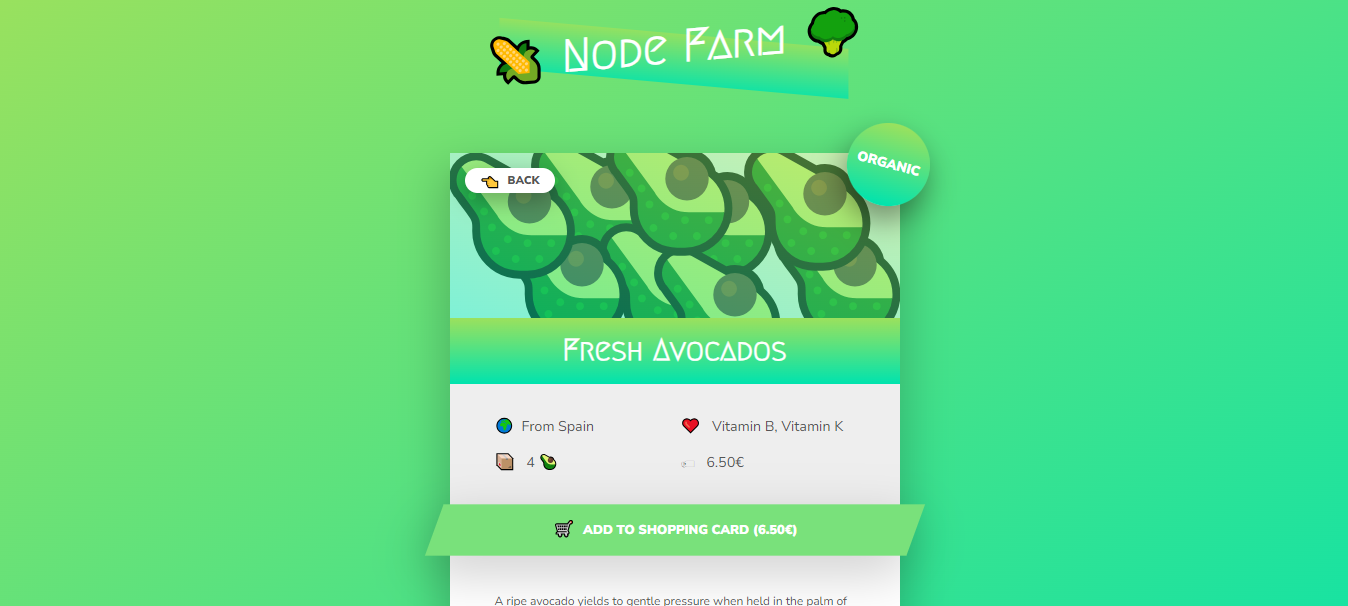 Node Farm
ORGANIC
BACK
Fresh Avocados
From Spain
Vitamin B, Vitamin K
4
6.50€
ADD TO SHOPPING CARD (6.50€)
A ripe avocado yields to gentle pressure when held in the palm of